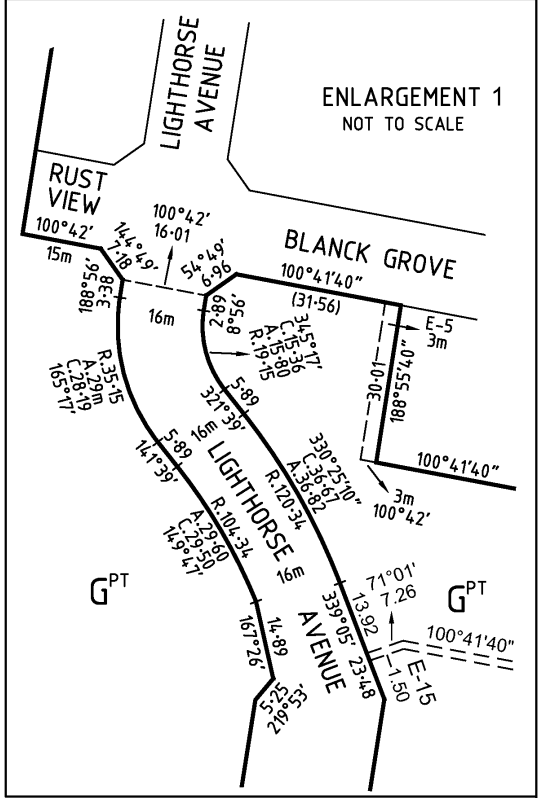 ENLARGEMENT 1
NOT TO SCALE
LIGHTHORSE
AVENUE
RUST
VIEW
100°42'
15m
144°49'
7·18
100°42'
16·01
54°49'
6·96
BLANCK GROVE
100°41'40"
(31·56)
188°56'
3·38
16m
2·89
8°56'
345°17'
C.15·36
A.15·80
R.19·15
E-5
3m
30·01
188°55'40"
R.35·15
A.29m
C.28·19
165°17'
5·89
321°39'
16m
5·89
141°39'
LIGHTHORSE
AVENUE
330°25'10"
C.36·67
A.36·82
R.120·34
100°41'40"
3m
100°42'
R.104·34
A.29·60
C.29·50
149°47'
16m
G PT
71°01'
7.26
G PT
13.92
339°05'
23·48
100°41'40"
E-15
1.50
14·89
167°26'
5·25
219°53'